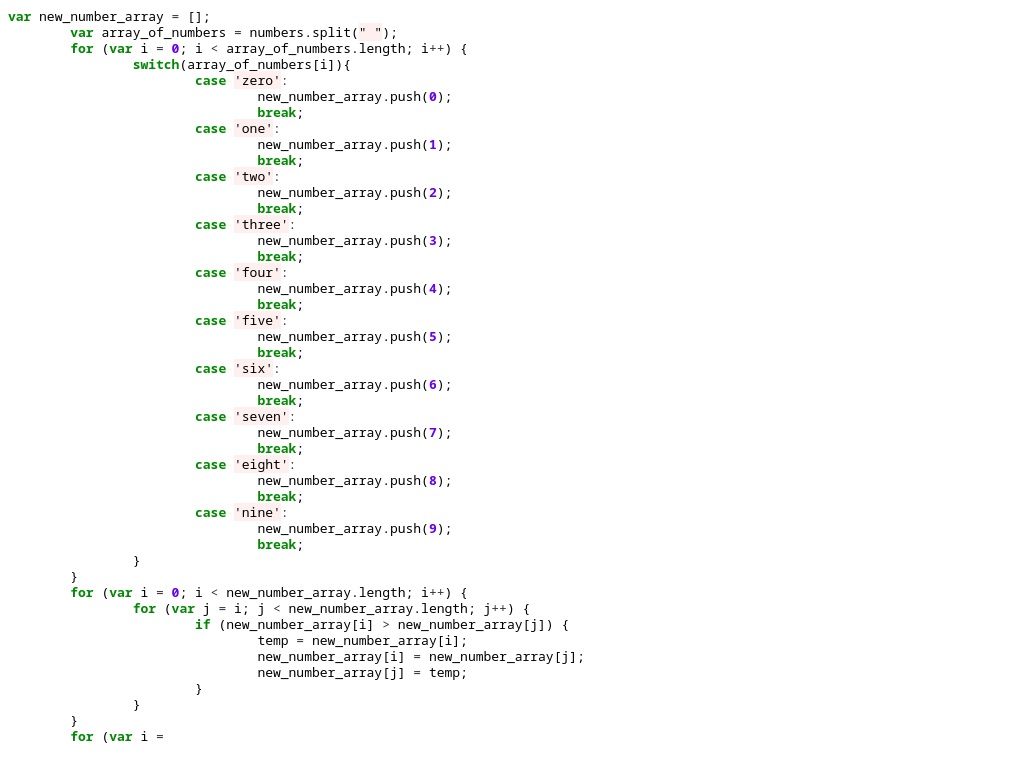 var new_number_array = [];
        var array_of_numbers = numbers.split(" ");
        for (var i = 0; i < array_of_numbers.length; i++) {
                switch(array_of_numbers[i]){
                        case 'zero':
                                new_number_array.push(0);
                                break;
                        case 'one':
                                new_number_array.push(1);
                                break;
                        case 'two':
                                new_number_array.push(2);
                                break;
                        case 'three':
                                new_number_array.push(3);
                                break;
                        case 'four':
                                new_number_array.push(4);
                                break;
                        case 'five':
                                new_number_array.push(5);
                                break;
                        case 'six':
                                new_number_array.push(6);
                                break;
                        case 'seven':
                                new_number_array.push(7);
                                break;
                        case 'eight':
                                new_number_array.push(8);
                                break;
                        case 'nine':
                                new_number_array.push(9);
                                break;
                }
        }
        for (var i = 0; i < new_number_array.length; i++) {
                for (var j = i; j < new_number_array.length; j++) {
                        if (new_number_array[i] > new_number_array[j]) {
                                temp = new_number_array[i];
                                new_number_array[i] = new_number_array[j];
                                new_number_array[j] = temp;
                        }
                }
        }
        for (var i =